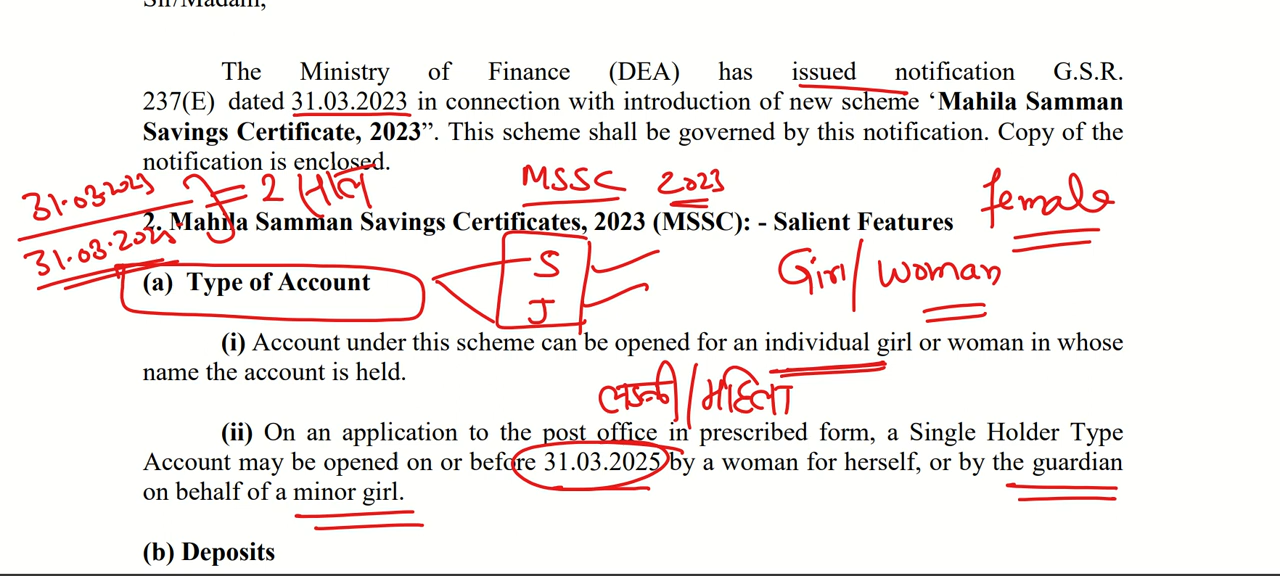 The Ministry of Finance (DEA) has issued notification G.S.R.
237(E) dated 31.03.2023 in connection with introduction of new scheme ‘Mahila Samman
Savings Certificate, 2023”. This scheme shall be governed by this notification. Copy of the
notification is enclosed.
31.03.2023 = 2 साल
MSSC 2023
female
2. Mahila Samman Savings Certificates, 2023 (MSSC): - Salient Features
S
Girl/woman
(a) Type of Account
J
(i) Account under this scheme can be opened for an individual girl or woman in whose
name the account is held.
लड़की/महिला
(ii) On an application to the post office in prescribed form, a Single Holder Type
Account may be opened on or before 31.03.2025 by a woman for herself, or by the guardian
on behalf of a minor girl.
(b) Deposits